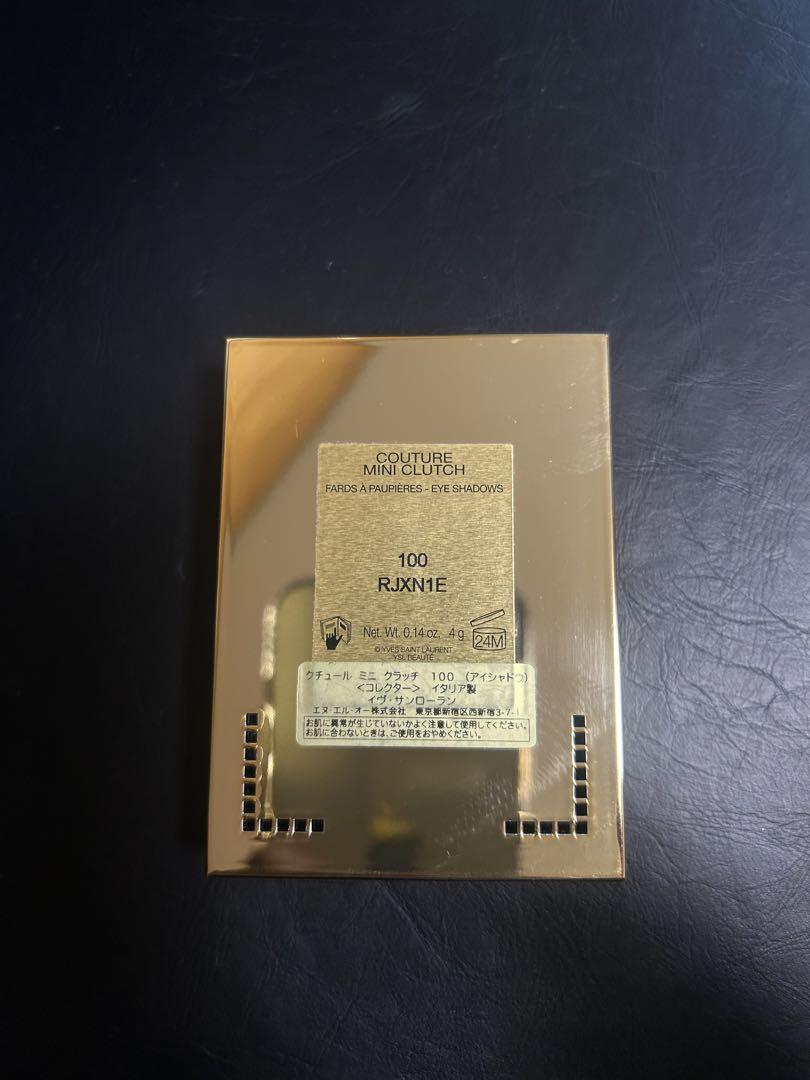 COUTURE
MINI CLUTCH
FARDS À PAUPIÈRES - EYE SHADOWS
100
RJXN1E
Net. Wt. 0.14 oz. 4 g
24M
© YVES SAINT LAURENT
YSL BEAUTÉ
クチュール ミニ クラッチ 100 (アイシャドウ)
<コレクター> イタリア製
イヴ・サンローラン
エヌ・エル・オー株式会社 東京都新宿区西新宿3-7-1
お肌に異常が生じていないかよく注意して使用してください。
お肌に合わないときは、ご使用をおやめください。